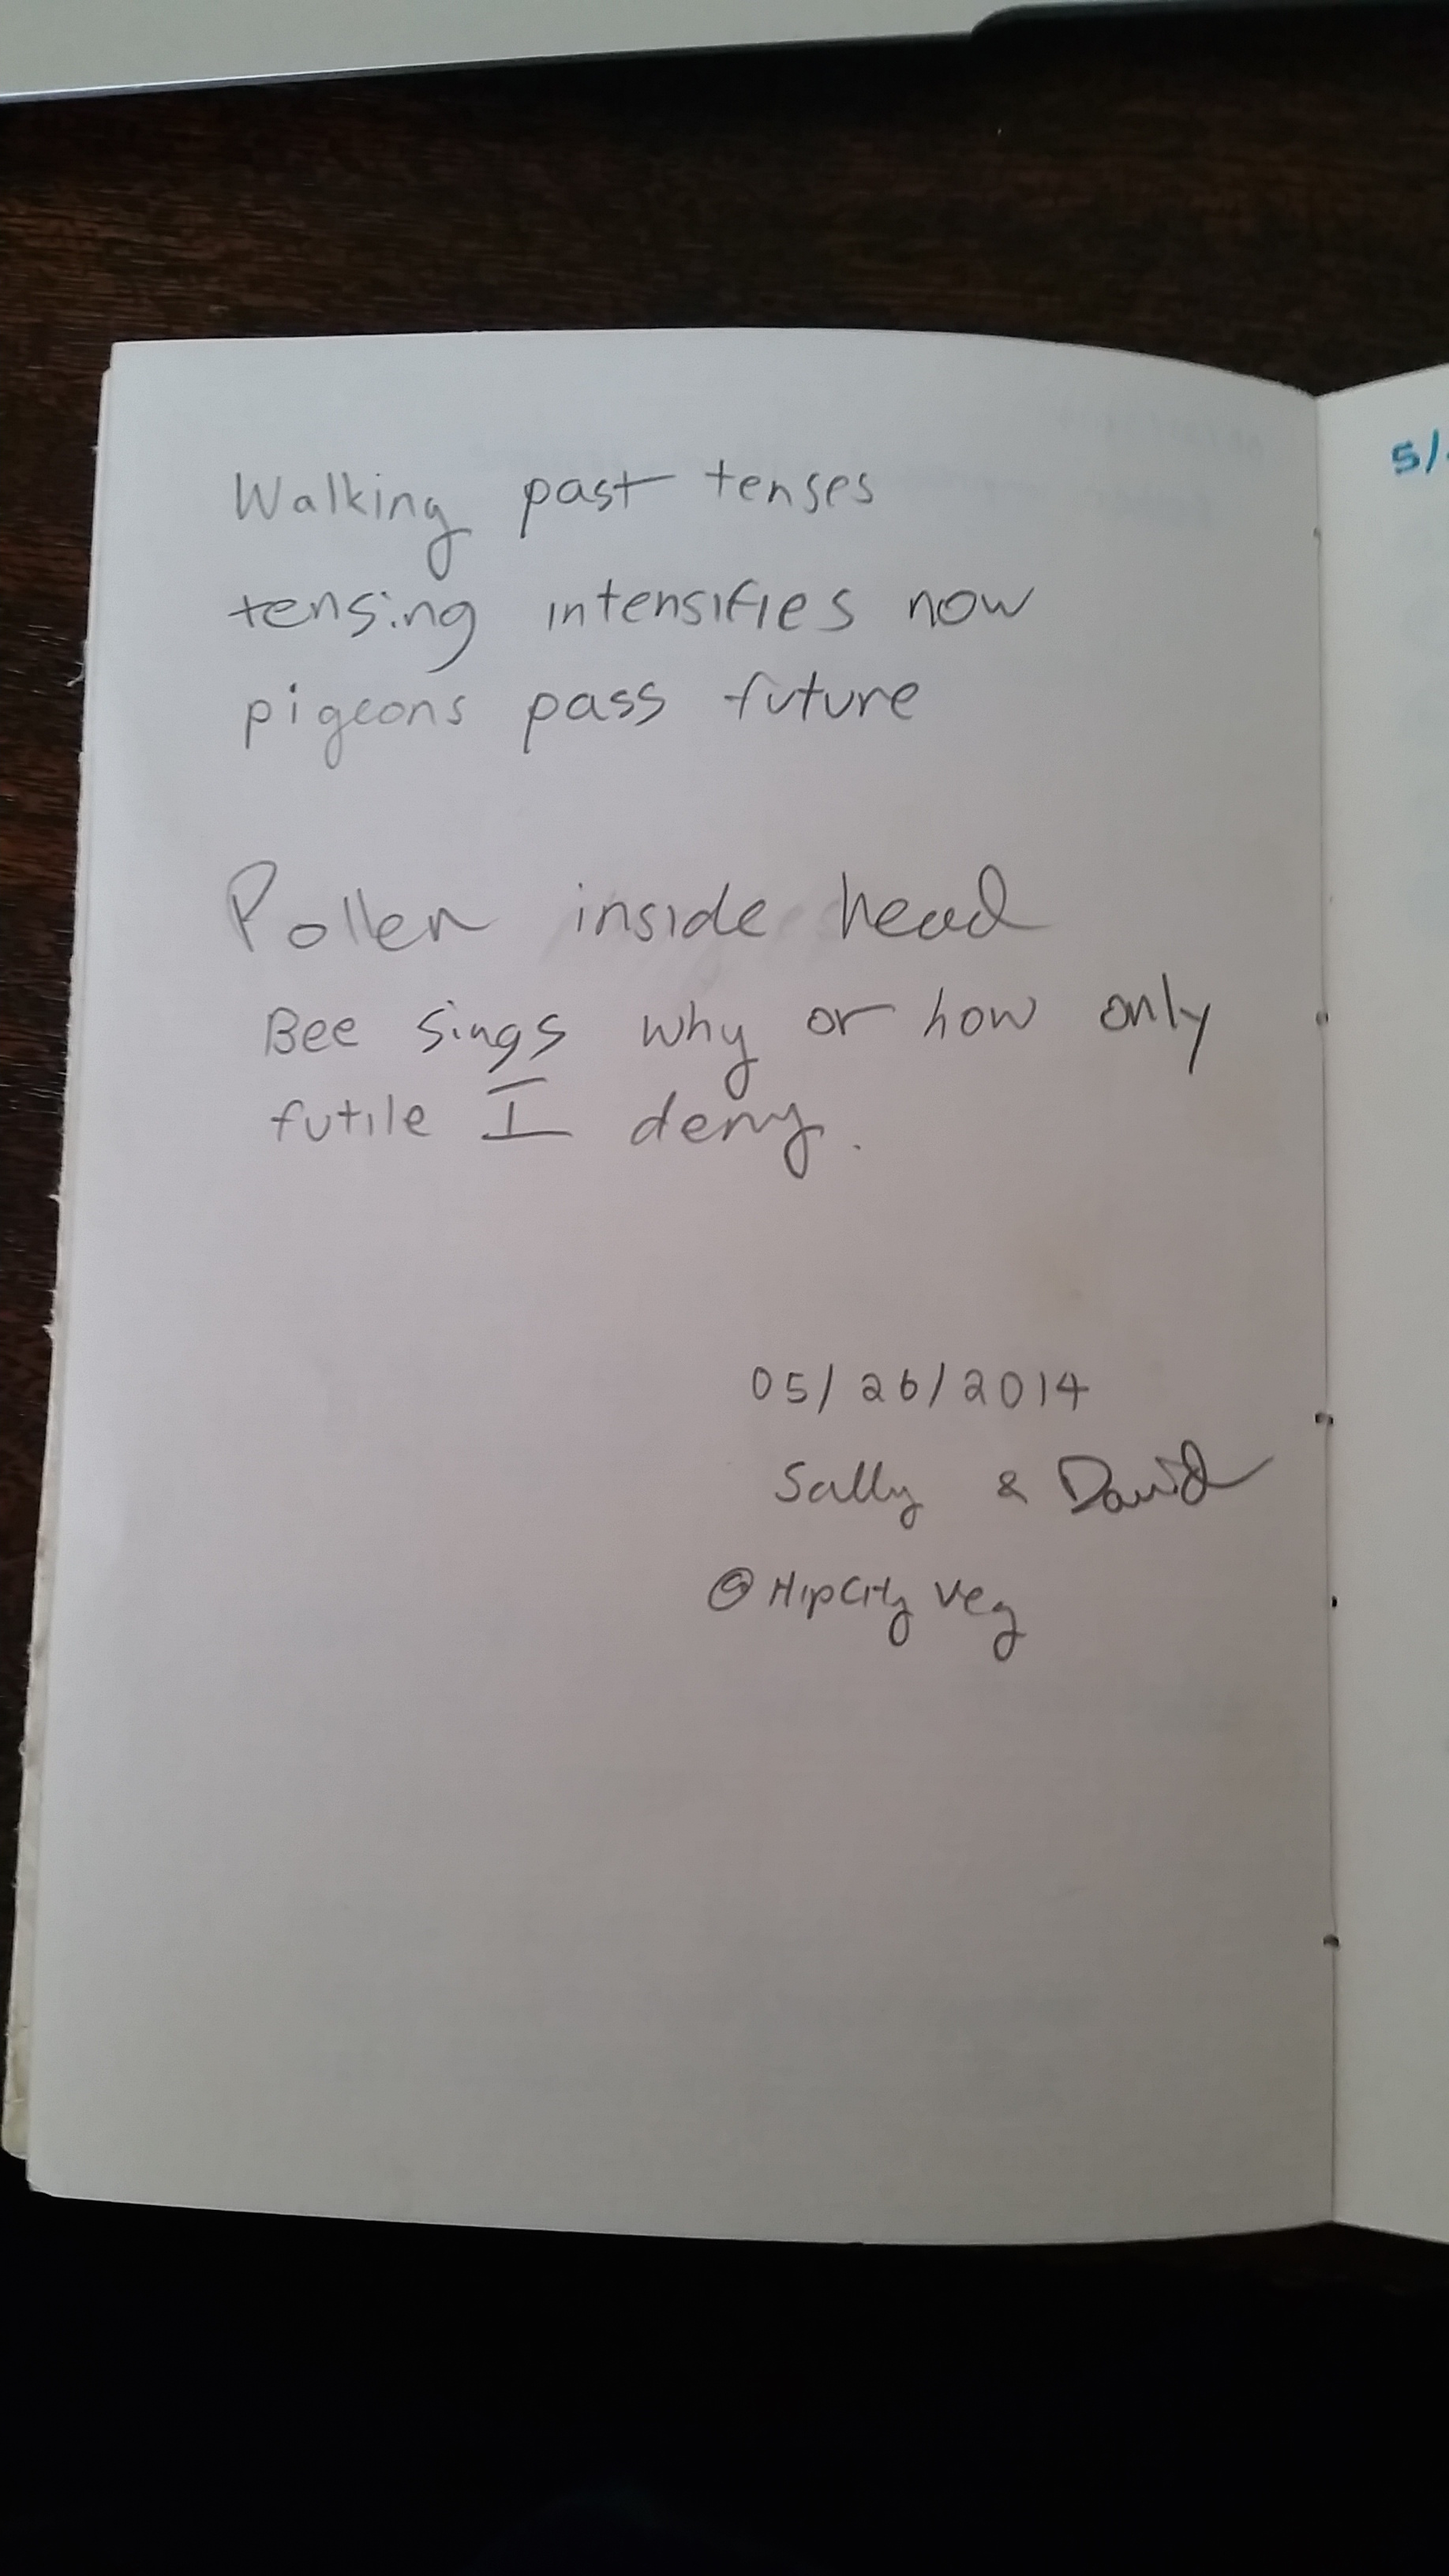 Walking past tenses
tensing intensifies now
pigeons pass future
Pollen inside head
Bee sings why or how only
futile I deny.
05/26/2014
Sally & David
@ HipCity Veg
5/